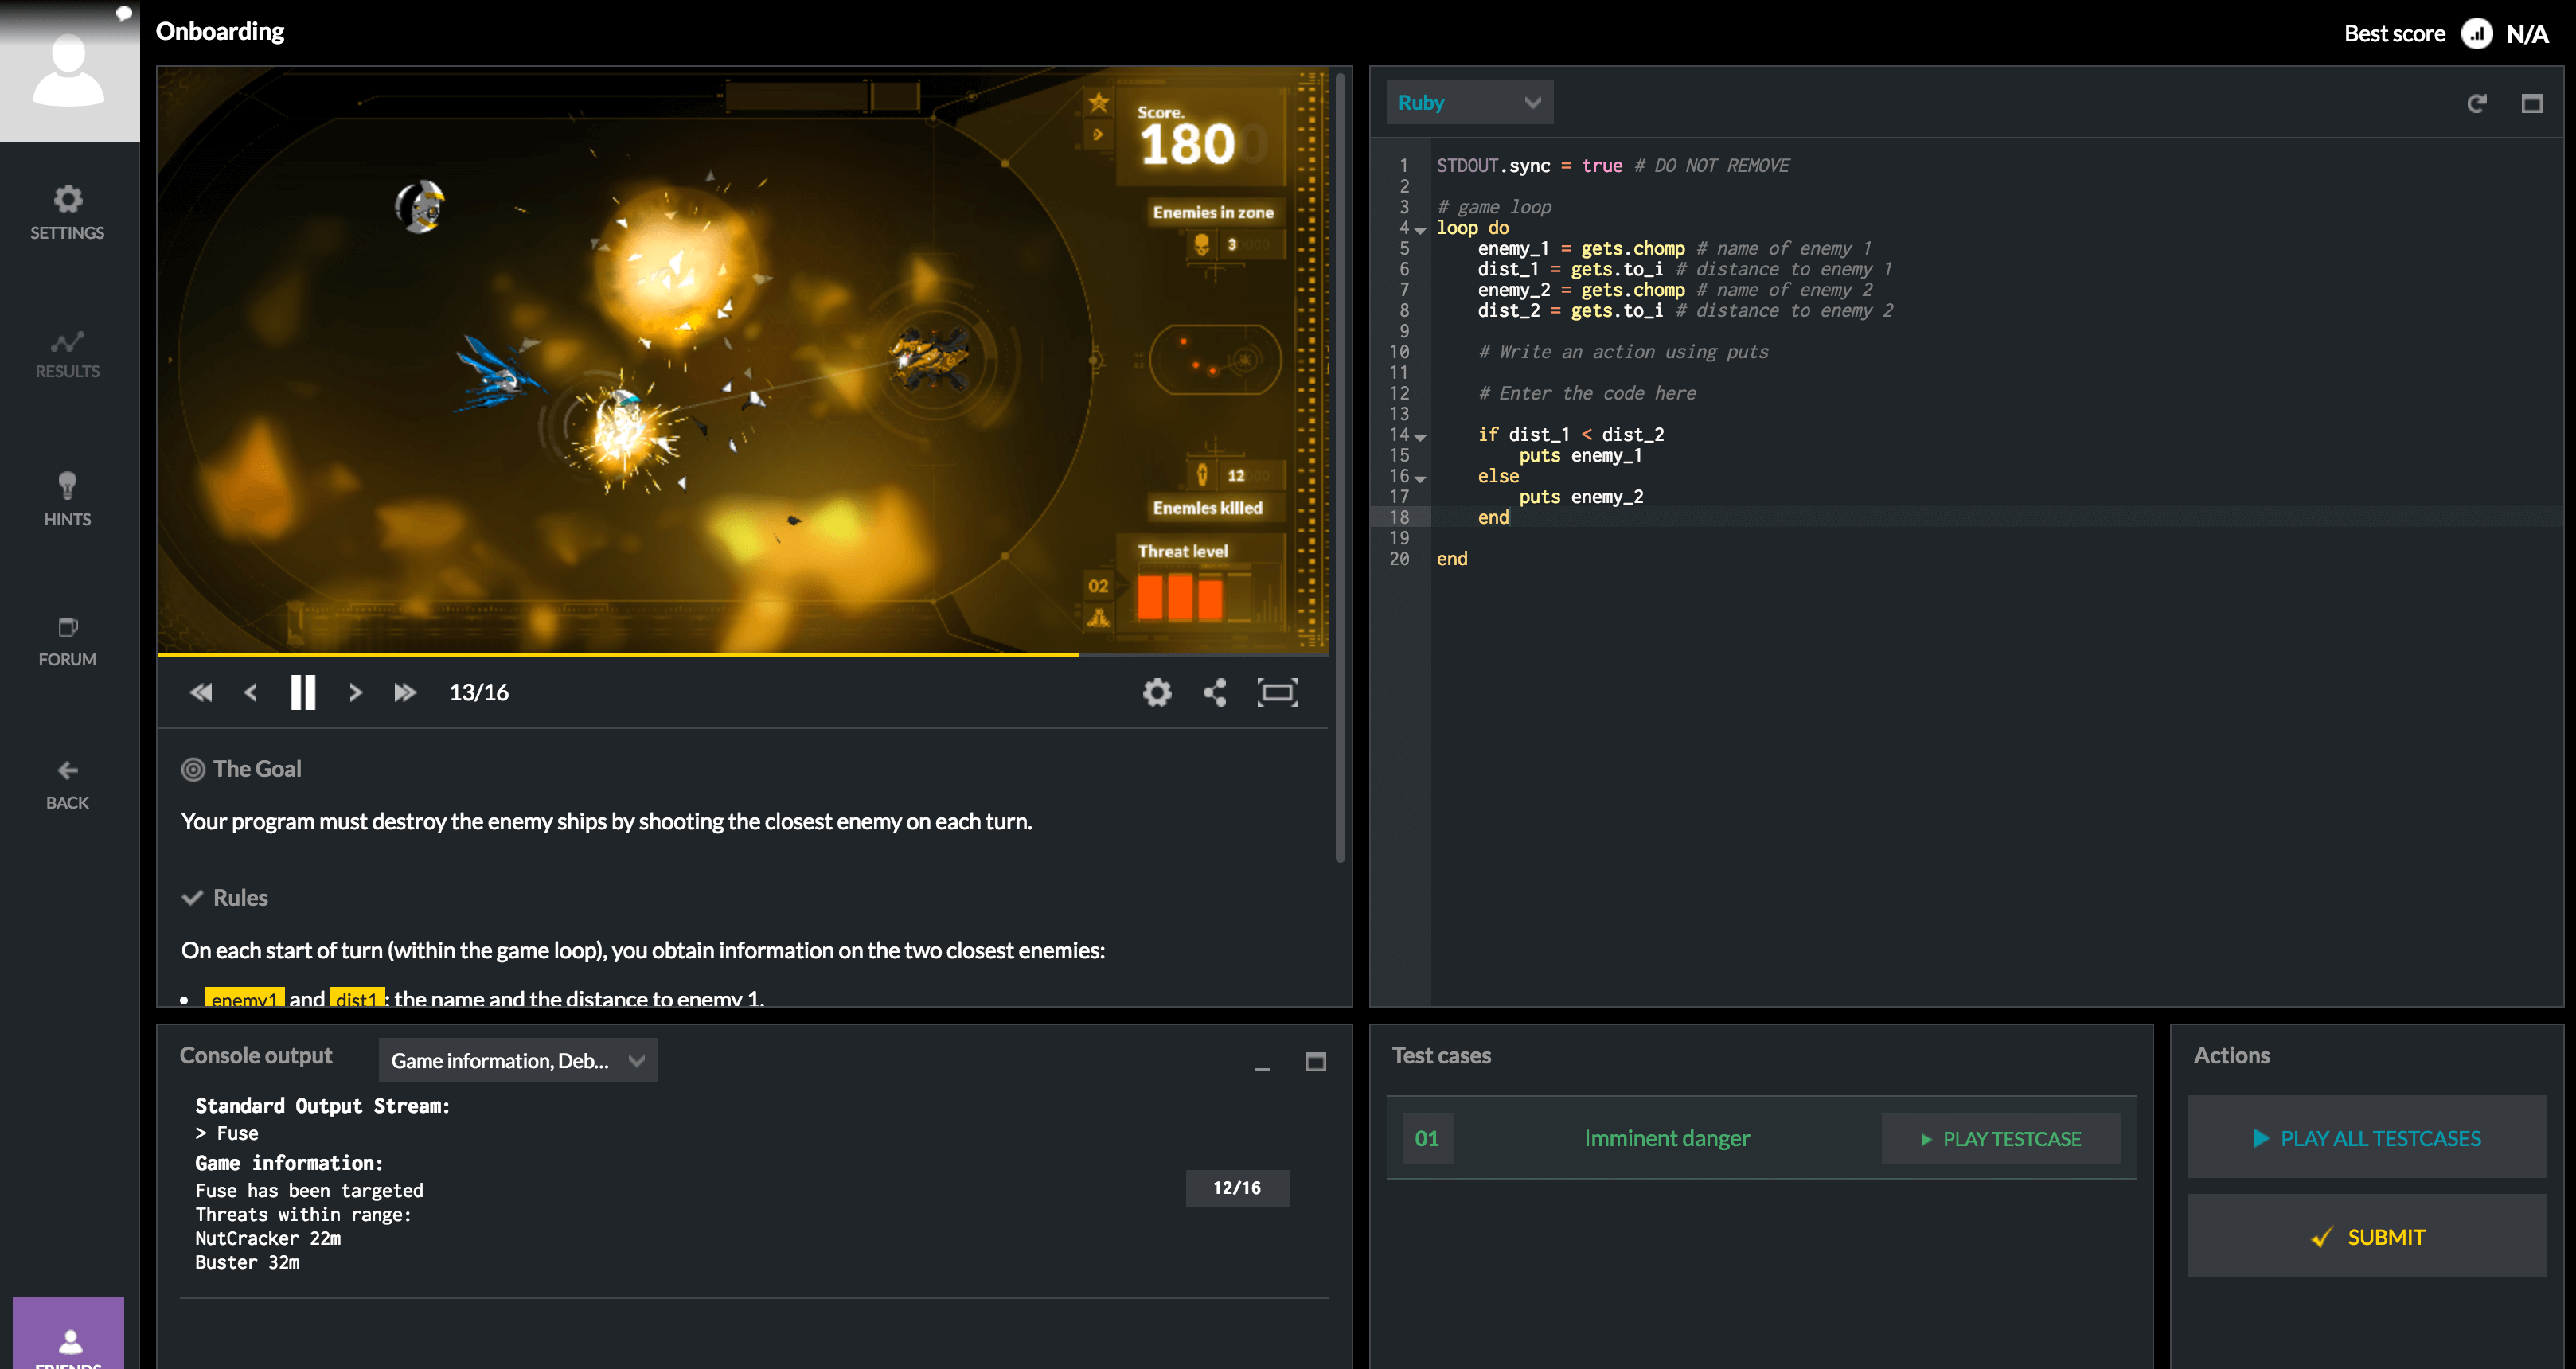 Onboarding
Best score N/A
SETTINGS
RESULTS
HINTS
FORUM
BACK
FRIENDS
Score.
180
Enemies in zone
3
12
Enemies killed
Threat level
02
13/16
The Goal
Your program must destroy the enemy ships by shooting the closest enemy on each turn.
Rules
On each start of turn (within the game loop), you obtain information on the two closest enemies:
• enemy1 and dist1: the name and the distance to enemy 1.
Ruby
1 STDOUT.sync = true # DO NOT REMOVE
2
3 # game loop
4 loop do
5 enemy_1 = gets.chomp # name of enemy 1
6 dist_1 = gets.to_i # distance to enemy 1
7 enemy_2 = gets.chomp # name of enemy 2
8 dist_2 = gets.to_i # distance to enemy 2
9
10 # Write an action using puts
11
12 # Enter the code here
13
14 if dist_1 < dist_2
15 puts enemy_1
16 else
17 puts enemy_2
18 end
19
20 end
Console output
Game information, Deb...
Standard Output Stream:
> Fuse
Game information:
Fuse has been targeted
Threats within range:
NutCracker 22m
Buster 32m
12/16
Test cases
01 Imminent danger PLAY TESTCASE
Actions
PLAY ALL TESTCASES
SUBMIT